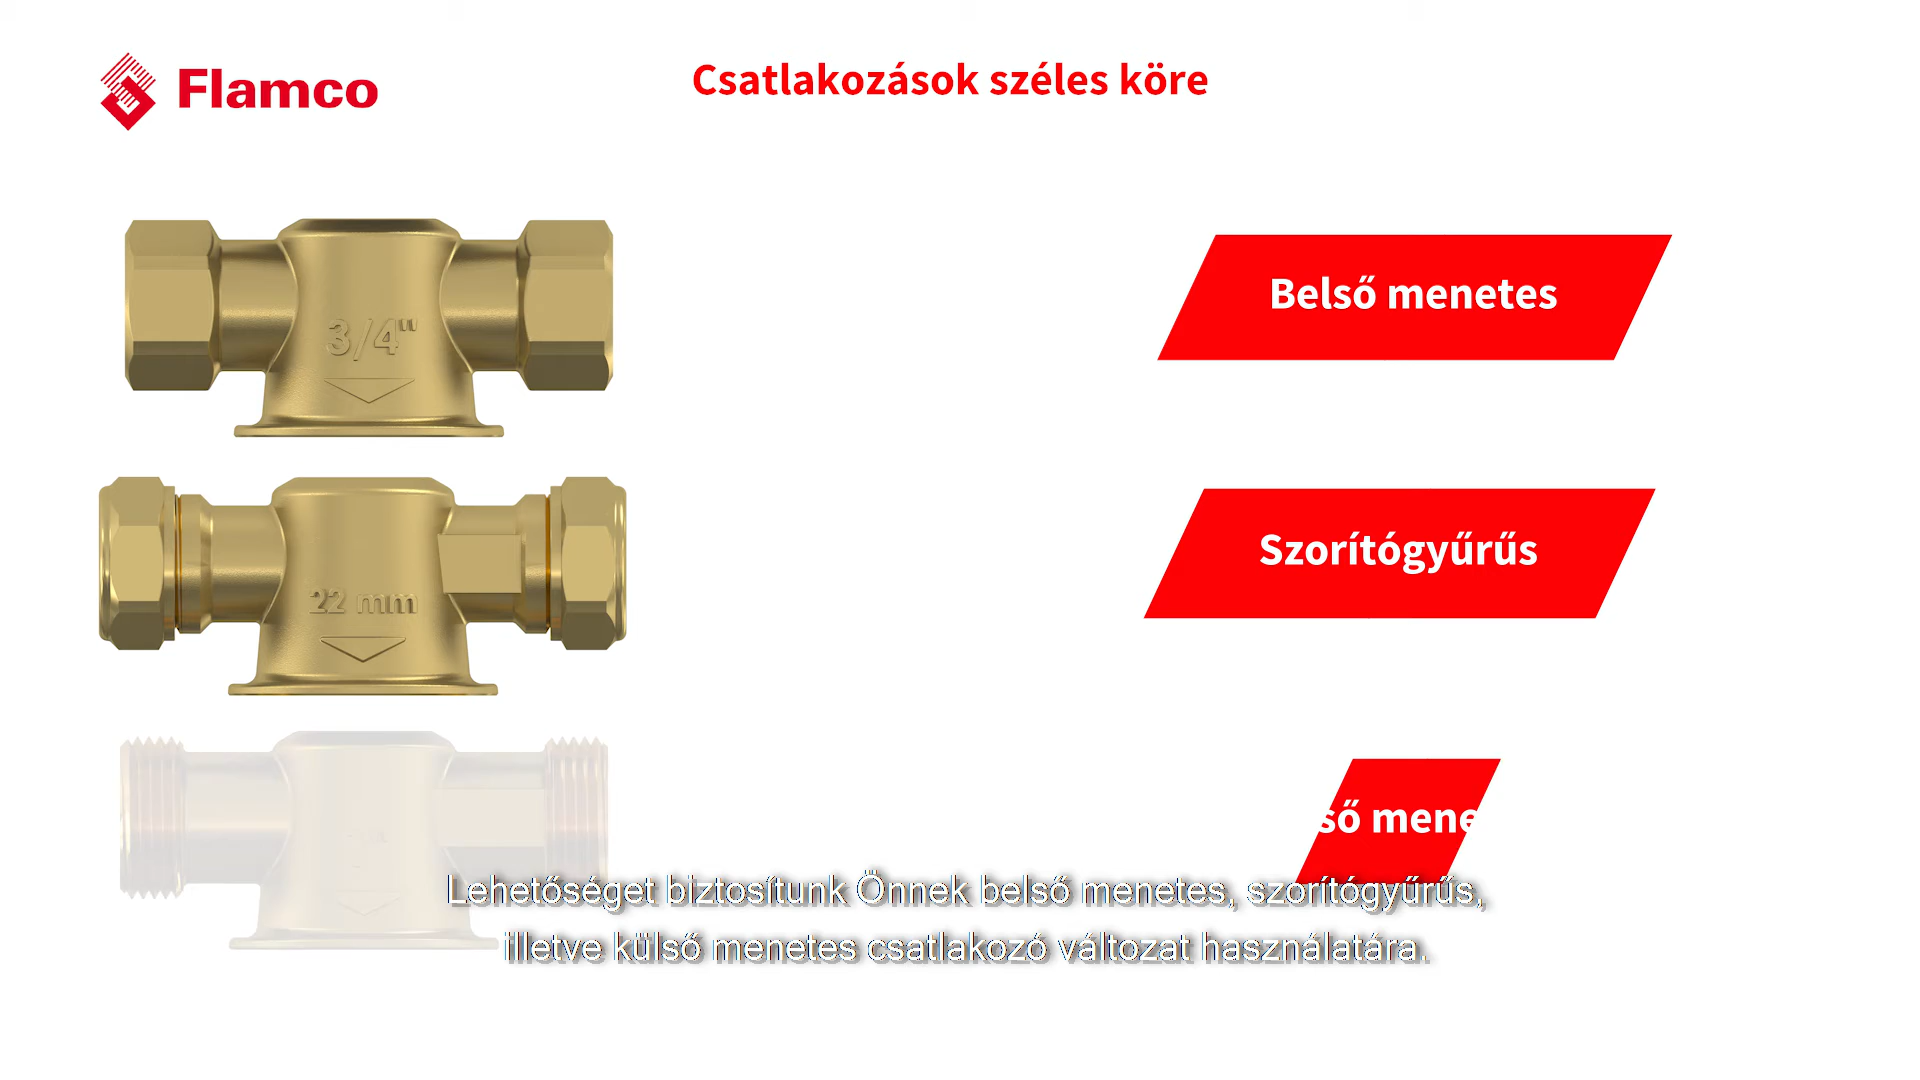 Flamco
Csatlakozások széles köre
3/4"
Belső menetes
22 mm
Szorítógyűrűs
ső mene
Lehetőséget biztosítunk Önnek belső menetes, szorítógyűrűs,
illetve külső menetes csatlakozó változat használatára.